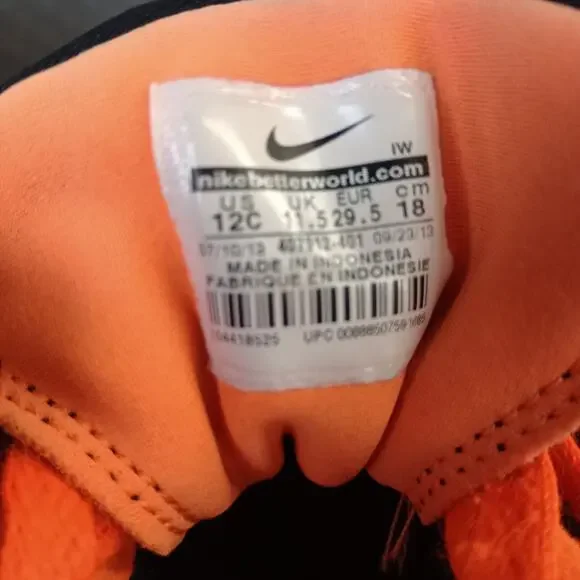 IW
nikebetterworld.com
US UK EUR cm
12C 11.5 29.5 18
07/10/13 09/23/13
MADE IN INDONESIA
FABRIQUE EN INDONESIE
UPC